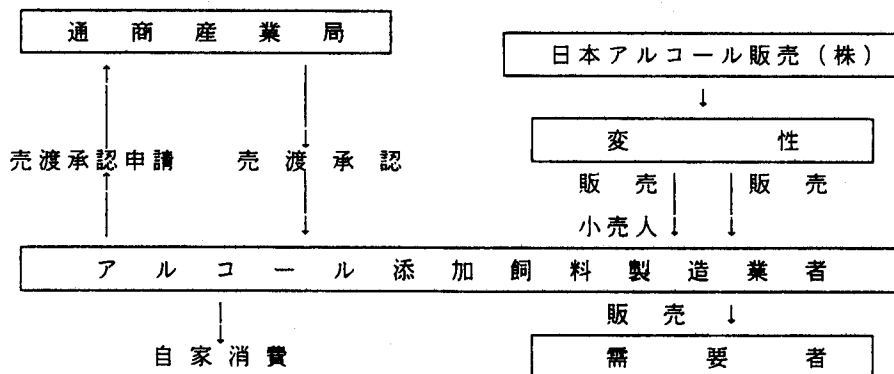 通商産業局
日本アルコール販売(株)
変性
売渡承認申請 売渡承認
販売 販売
小売人
アルコール添加飼料製造業者
販売
自家消費
需要者